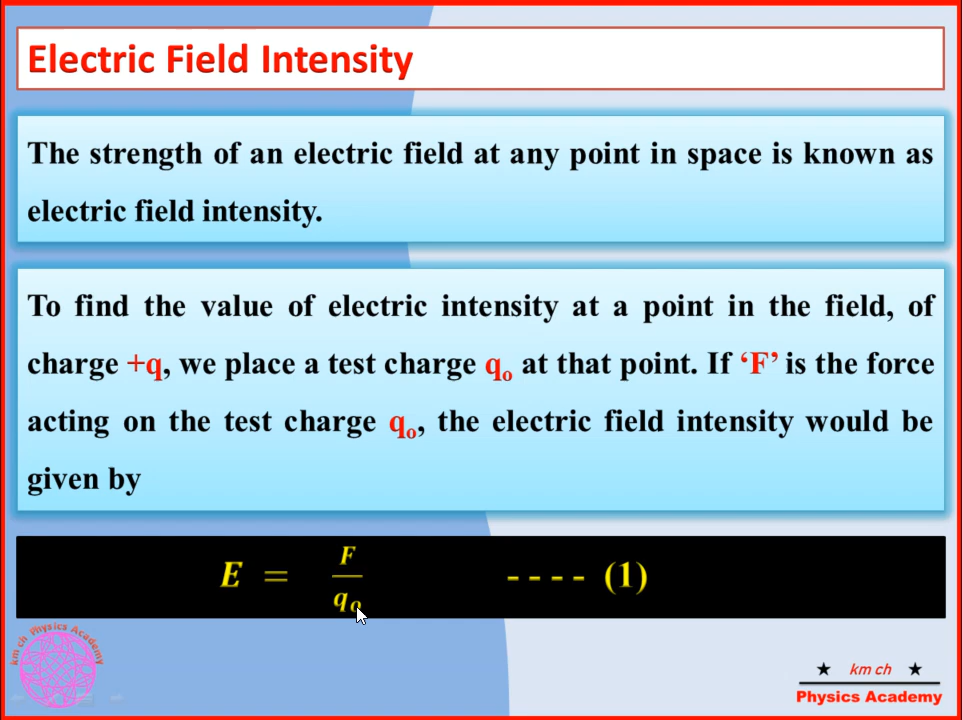 Electric Field Intensity
The strength of an electric field at any point in space is known as
electric field intensity.
To find the value of electric intensity at a point in the field, of
charge +q, we place a test charge qₒ at that point. If ‘F’ is the force
acting on the test charge qₒ, the electric field intensity would be
given by
E = F/qₒ - - - - (1)
km ch Physics Academy
★ km ch ★
Physics Academy